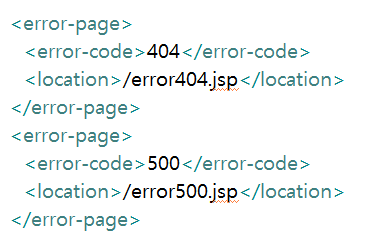 <error-page>
<error-code>404</error-code>
<location>/error404.jsp</location>
</error-page>
<error-page>
<error-code>500</error-code>
<location>/error500.jsp</location>
</error-page>